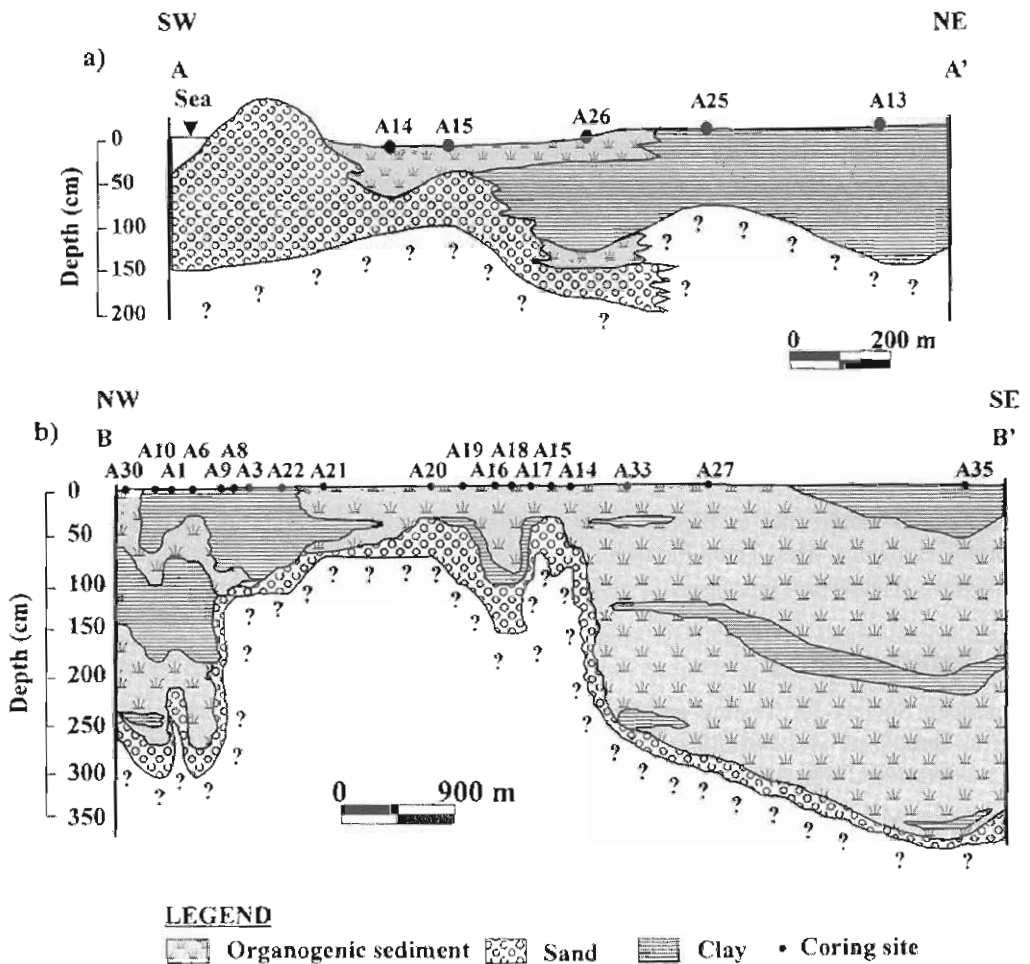 SW NE
a)
A A'
Sea
A14 A15 A26 A25 A13
0
50
100
150
200
Depth (cm)
? ? ? ? ? ? ? ? ? ? ? ? ? ? ? ?
0 200 m
NW SE
b)
B B'
A30 A10 A1 A6 A9 A8 A3 A22 A21 A20 A19 A16 A18 A17 A15 A14 A33 A27 A35
0
50
100
150
200
250
300
350
Depth (cm)
? ? ? ? ? ? ? ? ? ? ? ? ? ? ? ? ? ? ? ? ? ? ? ? ? ? ? ? ? ? ? ?
0 900 m
LEGEND
Organogenic sediment Sand Clay Coring site